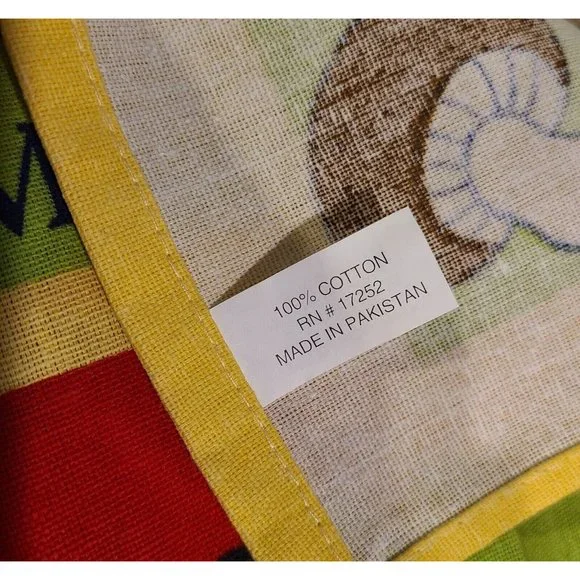 M
100% COTTON
RN # 17252
MADE IN PAKISTAN